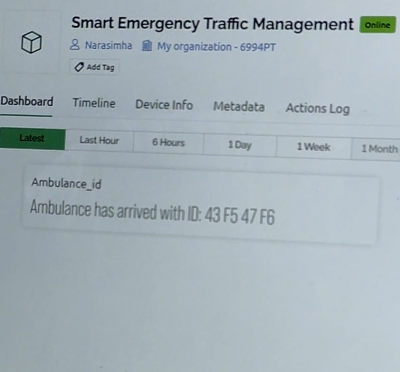 Smart Emergency Traffic Management Online
Narasimha My organization - 6994PT
Add Tag
Dashboard Timeline Device Info Metadata Actions Log
Latest Last Hour 6 Hours 1 Day 1 Week 1 Month
Ambulance_id
Ambulance has arrived with ID: 43 F5 47 F6